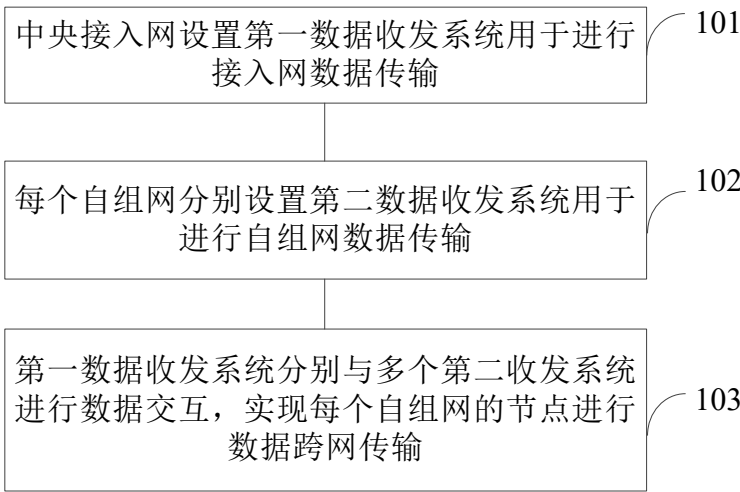 中央接入网设置第一数据收发系统用于进行
接入网数据传输
101
每个自组网分别设置第二数据收发系统用于
进行自组网数据传输
102
第一数据收发系统分别与多个第二收发系统
进行数据交互，实现每个自组网的节点进行
数据跨网传输
103